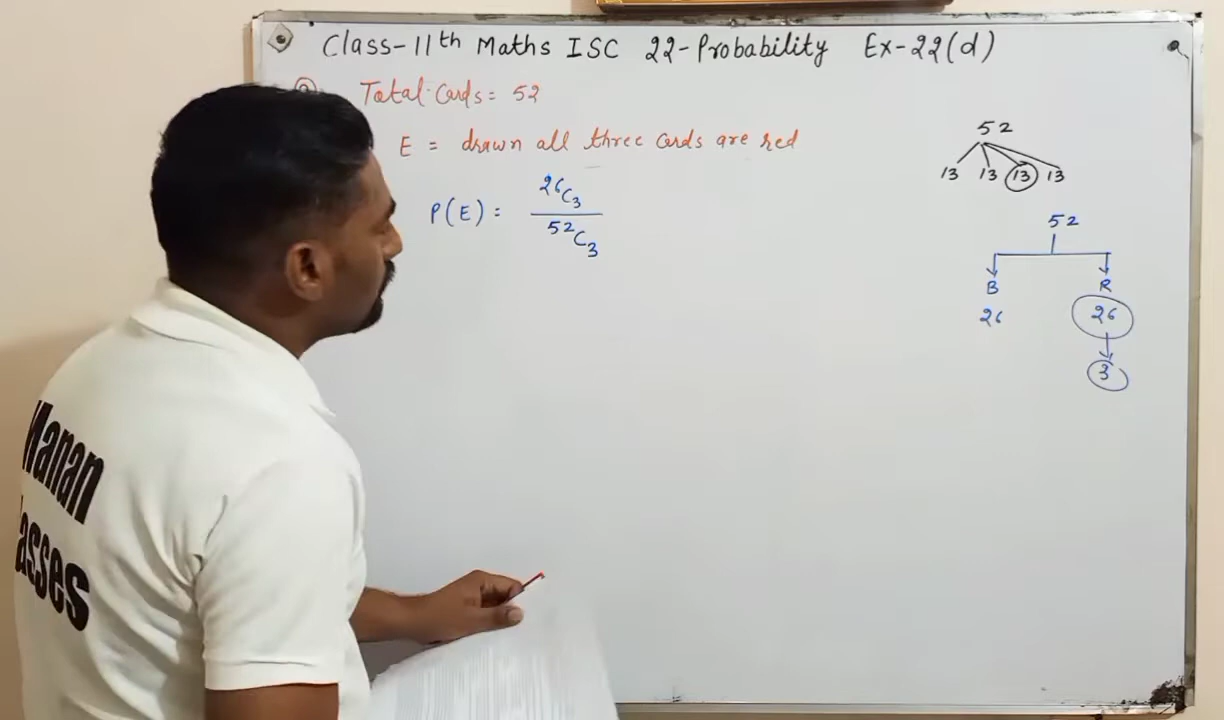 Class-11th Maths ISC 22-Probability Ex-22(d)
Total Cards = 52
E = drawn all three cards are red
P(E) = 26C3 / 52C3
52
13 13 13 13
52
B R
26 26
3
Manan